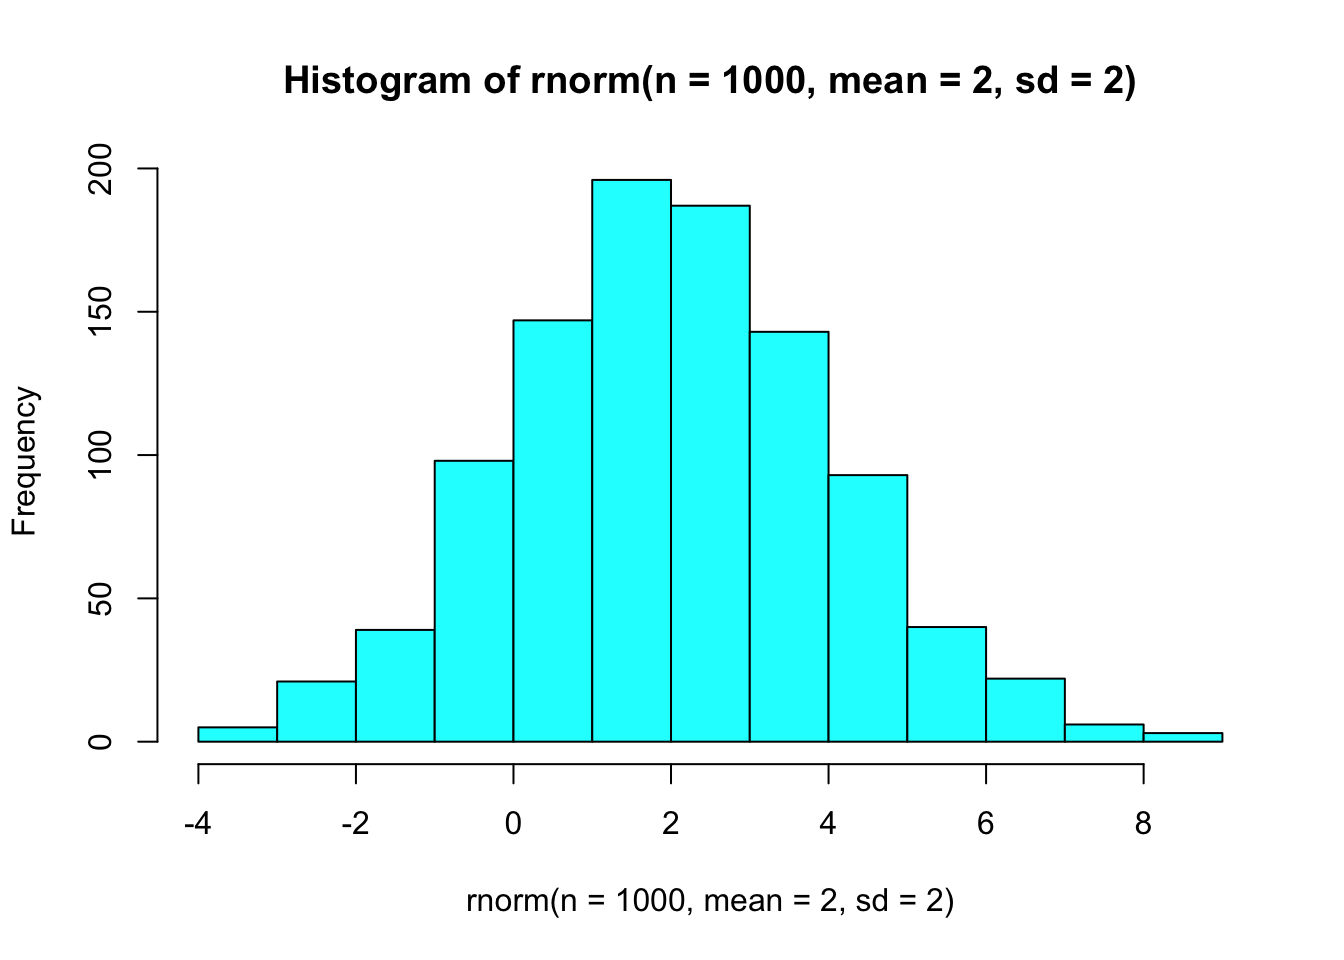 Histogram of rnorm(n = 1000, mean = 2, sd = 2)
200
150
100
50
0
Frequency
-4 -2 0 2 4 6 8
rnorm(n = 1000, mean = 2, sd = 2)